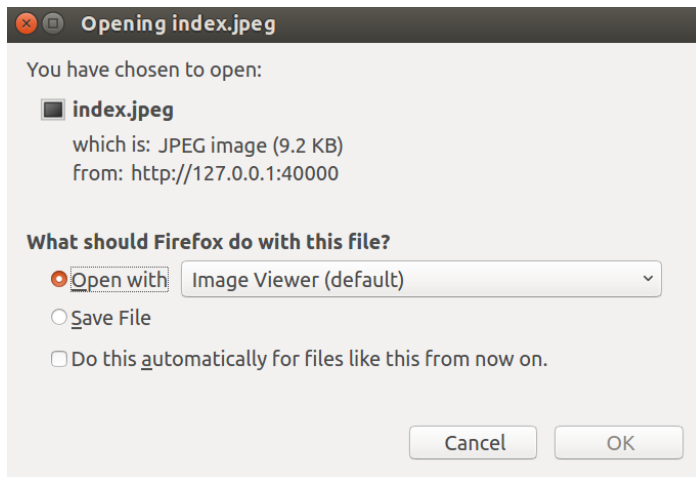 Opening index.jpeg
You have chosen to open:
index.jpeg
which is: JPEG image (9.2 KB)
from: http://127.0.0.1:40000
What should Firefox do with this file?
Open with Image Viewer (default)
Save File
Do this automatically for files like this from now on.
Cancel OK